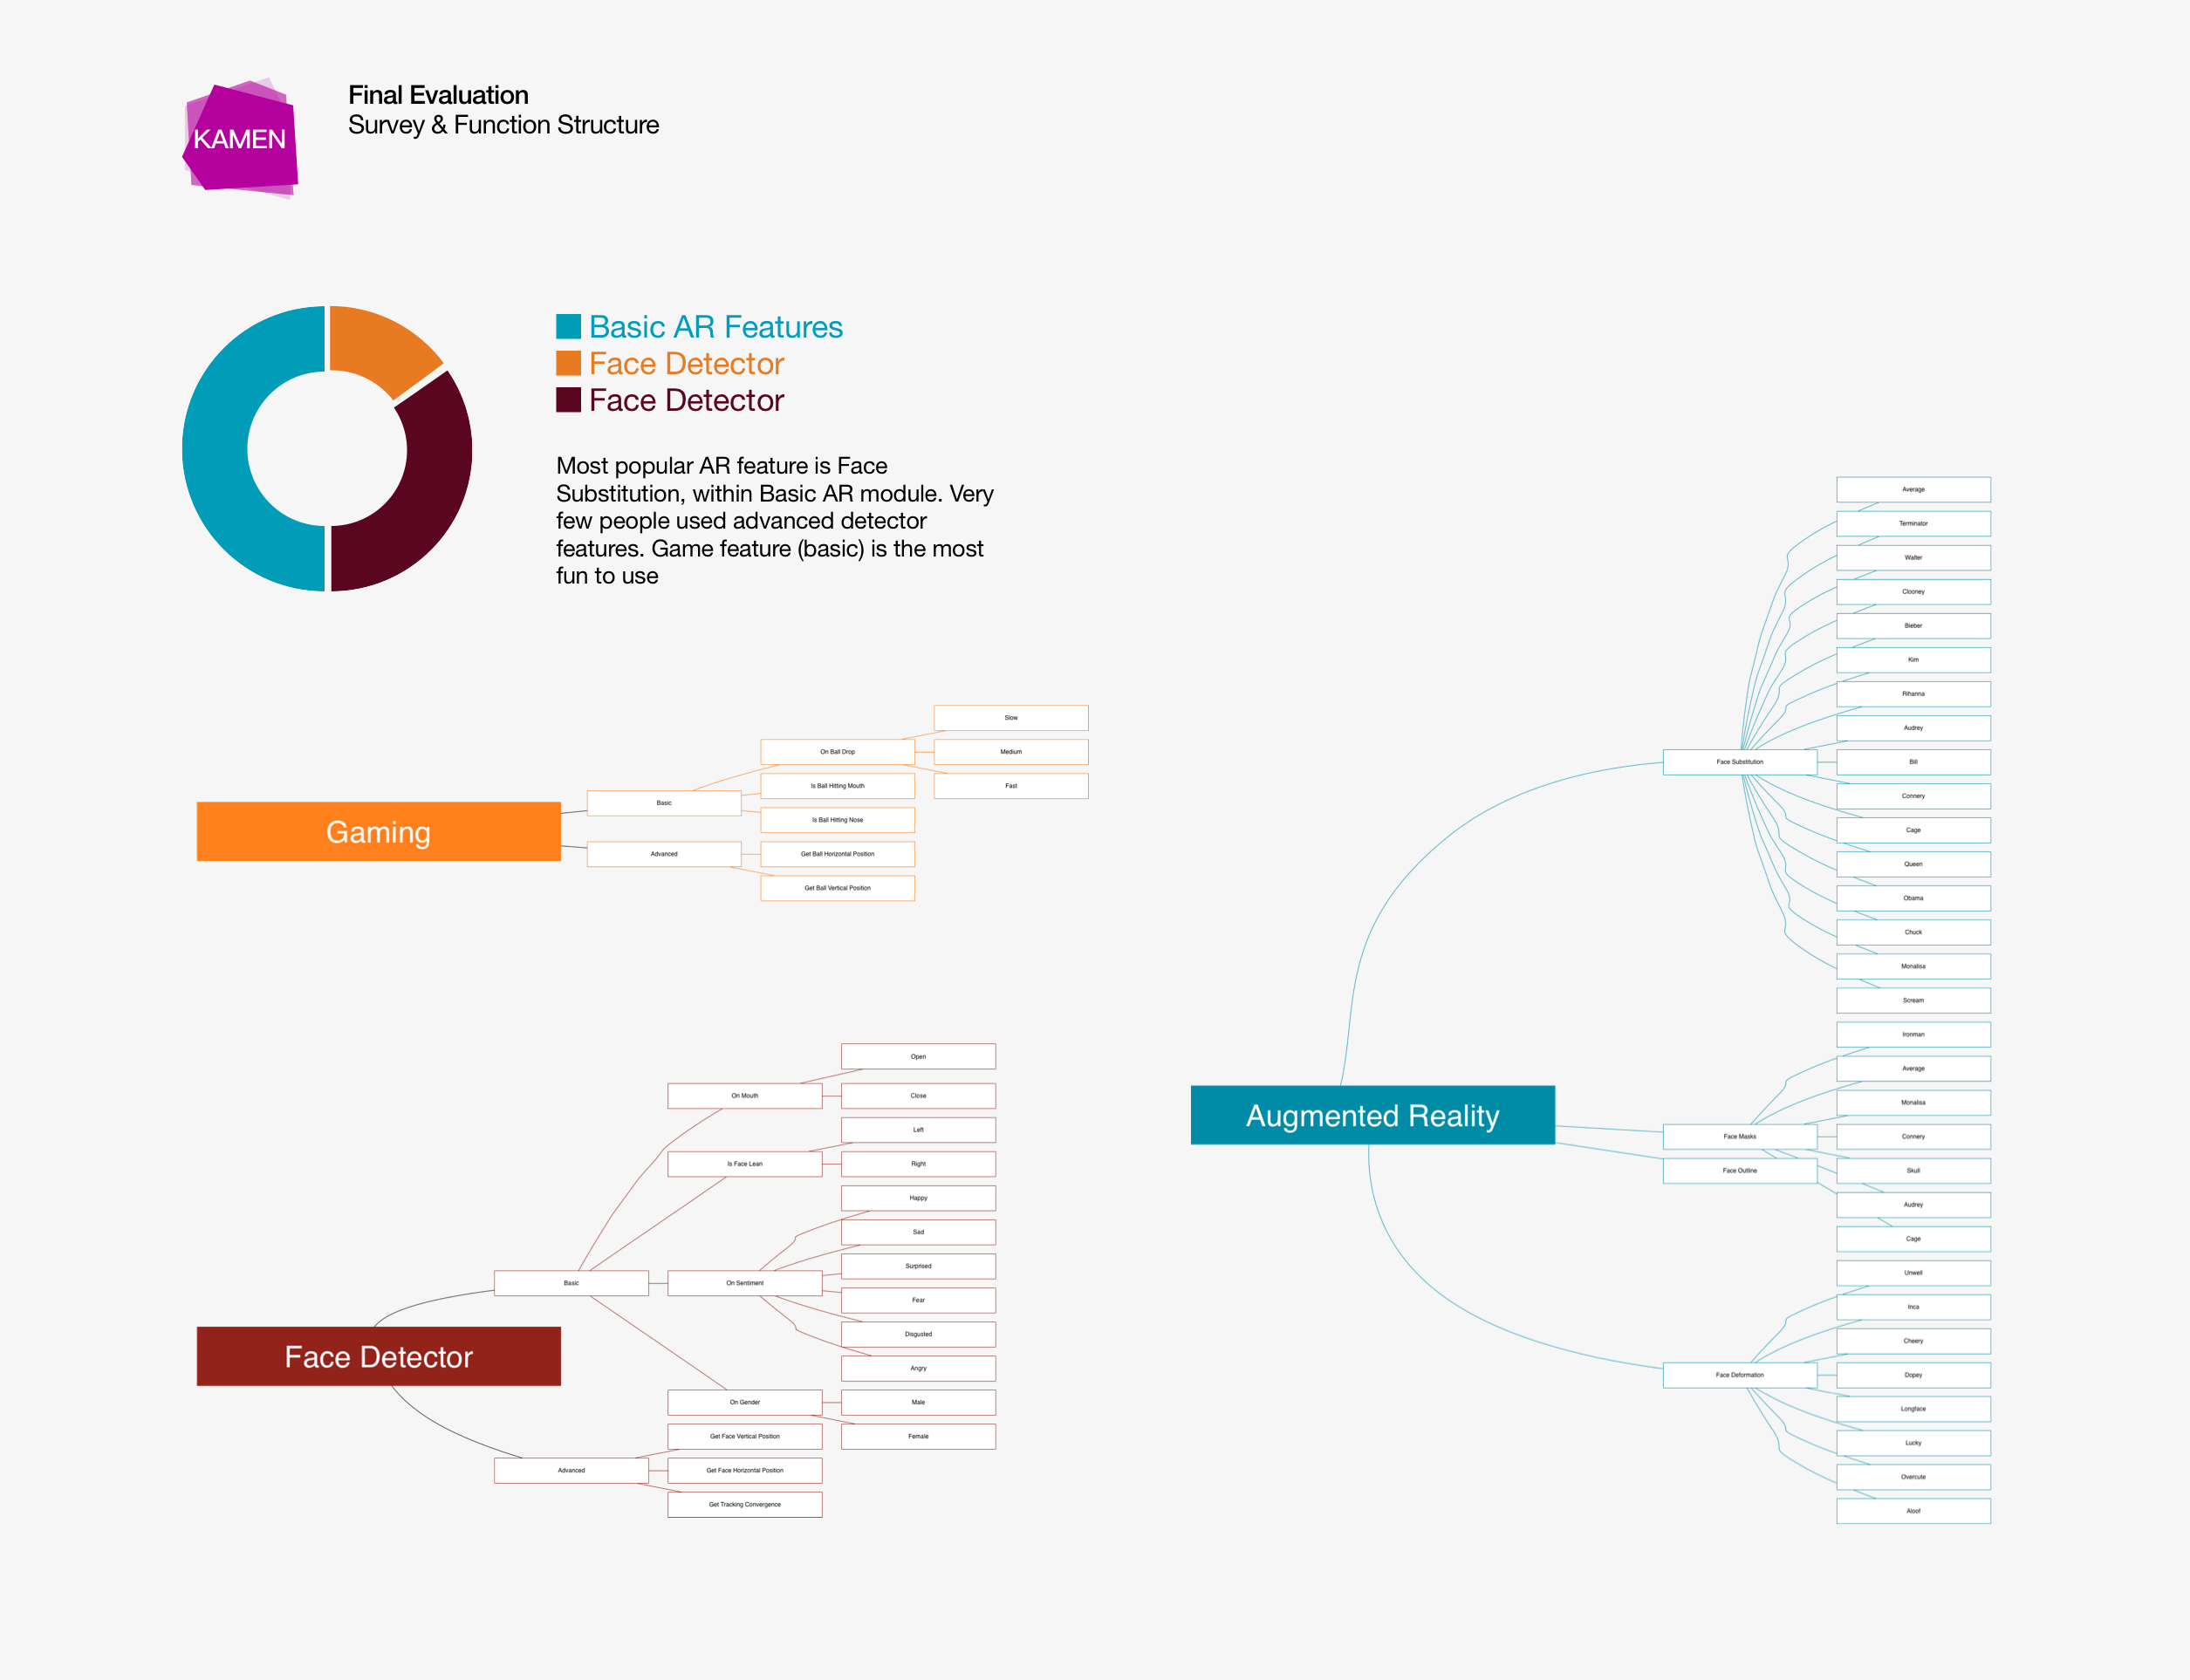 KAMEN
Final Evaluation
Survey & Function Structure
Basic AR Features
Face Detector
Face Detector
Most popular AR feature is Face
Substitution, within Basic AR module. Very
few people used advanced detector
features. Game feature (basic) is the most
fun to use
Gaming
Basic
Advanced
On Ball Drop
Is Ball Hitting Mouth
Is Ball Hitting Nose
Get Ball Horizontal Position
Get Ball Vertical Position
Slow
Medium
Fast
Face Detector
Basic
Advanced
On Mouth
Is Face Lean
On Sentiment
On Gender
Get Face Vertical Position
Get Face Horizontal Position
Get Tracking Convergence
Open
Close
Left
Right
Happy
Sad
Surprised
Fear
Disgusted
Angry
Male
Female
Augmented Reality
Face Substitution
Face Masks
Face Outline
Face Deformation
Average
Terminator
Walter
Clooney
Bieber
Kim
Rihanna
Audrey
Bill
Connery
Cage
Queen
Obama
Chuck
Monalisa
Scream
Ironman
Average
Monalisa
Connery
Skull
Audrey
Cage
Unwell
Inca
Cheery
Dopey
Longface
Lucky
Overcute
Aloof